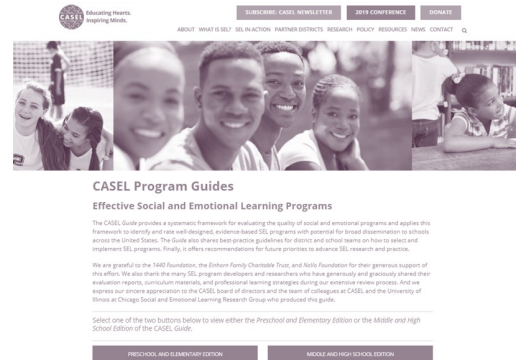 CASEL
Educating Hearts.
Inspiring Minds.
SUBSCRIBE: CASEL NEWSLETTER
2019 CONFERENCE
DONATE
ABOUT WHAT IS SEL? SEL IN ACTION PARTNER DISTRICTS RESEARCH POLICY RESOURCES NEWS CONTACT
CASEL Program Guides
Effective Social and Emotional Learning Programs
The CASEL Guide provides a systematic framework for evaluating the quality of social and emotional programs and applies this
framework to identify and rate well-designed, evidence-based SEL programs with potential for broad dissemination to schools
across the United States. The Guide also shares best-practice guidelines for district and school teams on how to select and
implement SEL programs. Finally, it offers recommendations for future priorities to advance SEL research and practice.
We are grateful to the 1440 Foundation, the Einhorn Family Charitable Trust, and NoVo Foundation for their generous support of
this effort. We also thank the many SEL program developers and researchers who have generously and graciously shared their
evaluation reports, curriculum materials, and professional learning strategies during our extensive review process. And we
express our sincere appreciation to the CASEL board of directors and the team of colleagues at CASEL and the University of
Illinois at Chicago Social and Emotional Learning Research Group who produced this guide.
Select one of the two buttons below to view either the Preschool and Elementary Edition or the Middle and High
School Edition of the CASEL Guide.
PRESCHOOL AND ELEMENTARY EDITION
MIDDLE AND HIGH SCHOOL EDITION